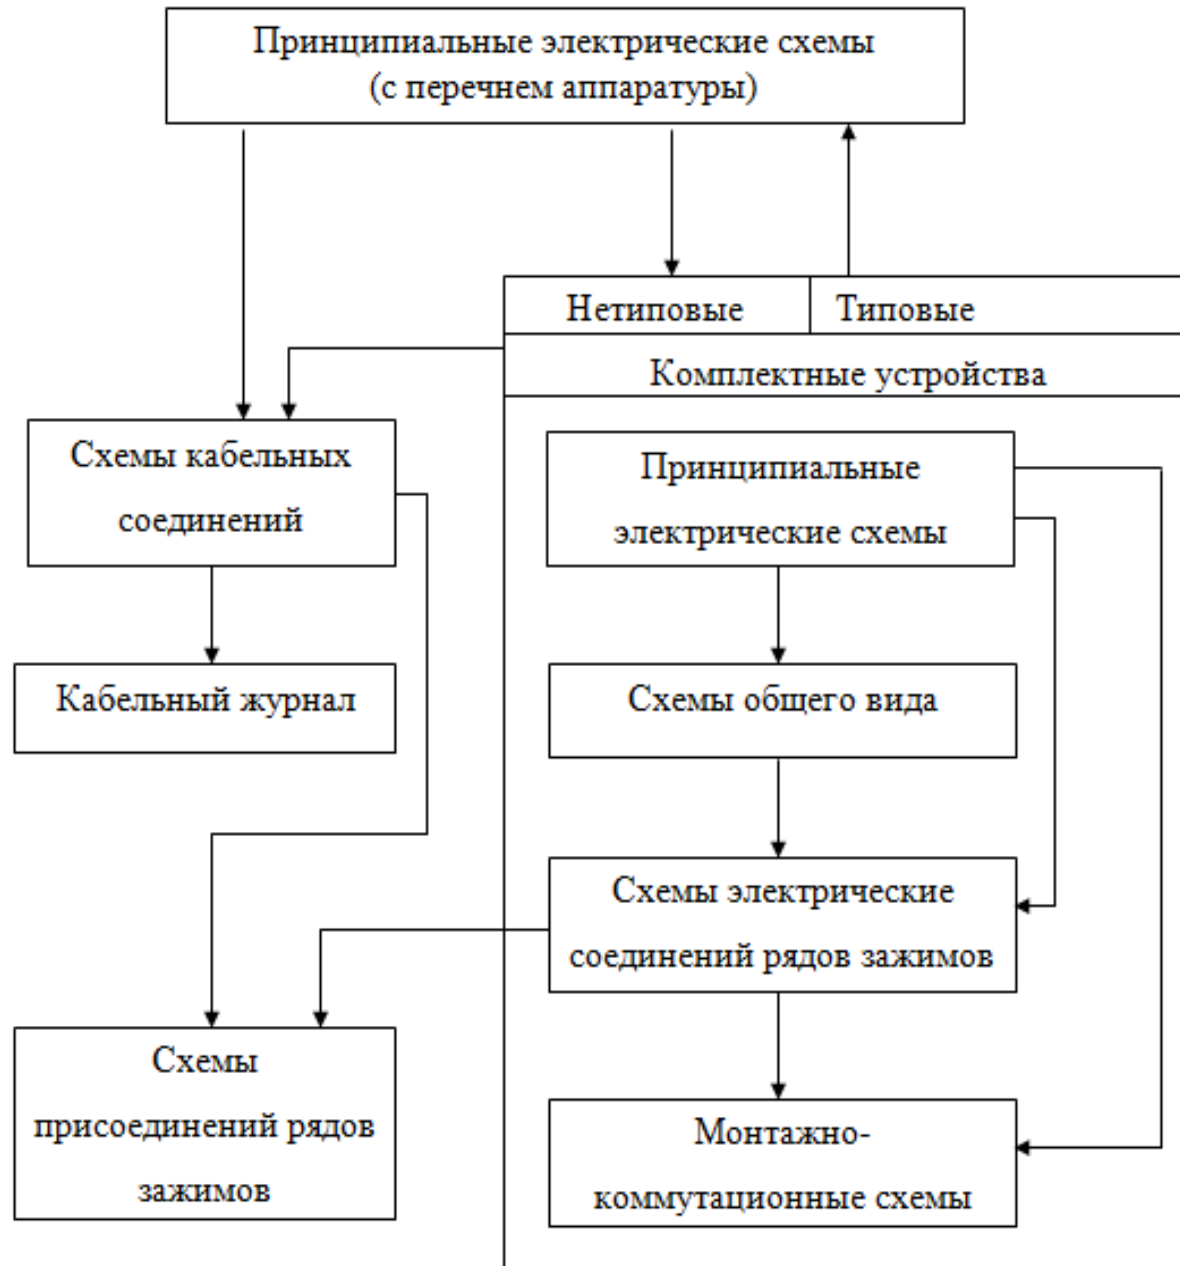 Принципиальные электрические схемы
(с перечнем аппаратуры)
Нетиповые
Типовые
Комплектные устройства
Схемы кабельных
соединений
Принципиальные
электрические схемы
Кабельный журнал
Схемы общего вида
Схемы электрические
соединений рядов зажимов
Схемы
присоединений рядов
зажимов
Монтажно-
коммутационные схемы